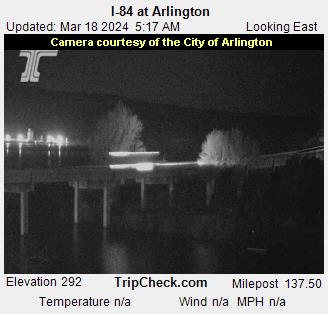 I-84 at Arlington
Updated: Mar 18 2024 5:17 AM Looking East
Camera courtesy of the City of Arlington
Elevation 292 TripCheck.com Milepost 137.50
Temperature n/a Wind n/a MPH n/a